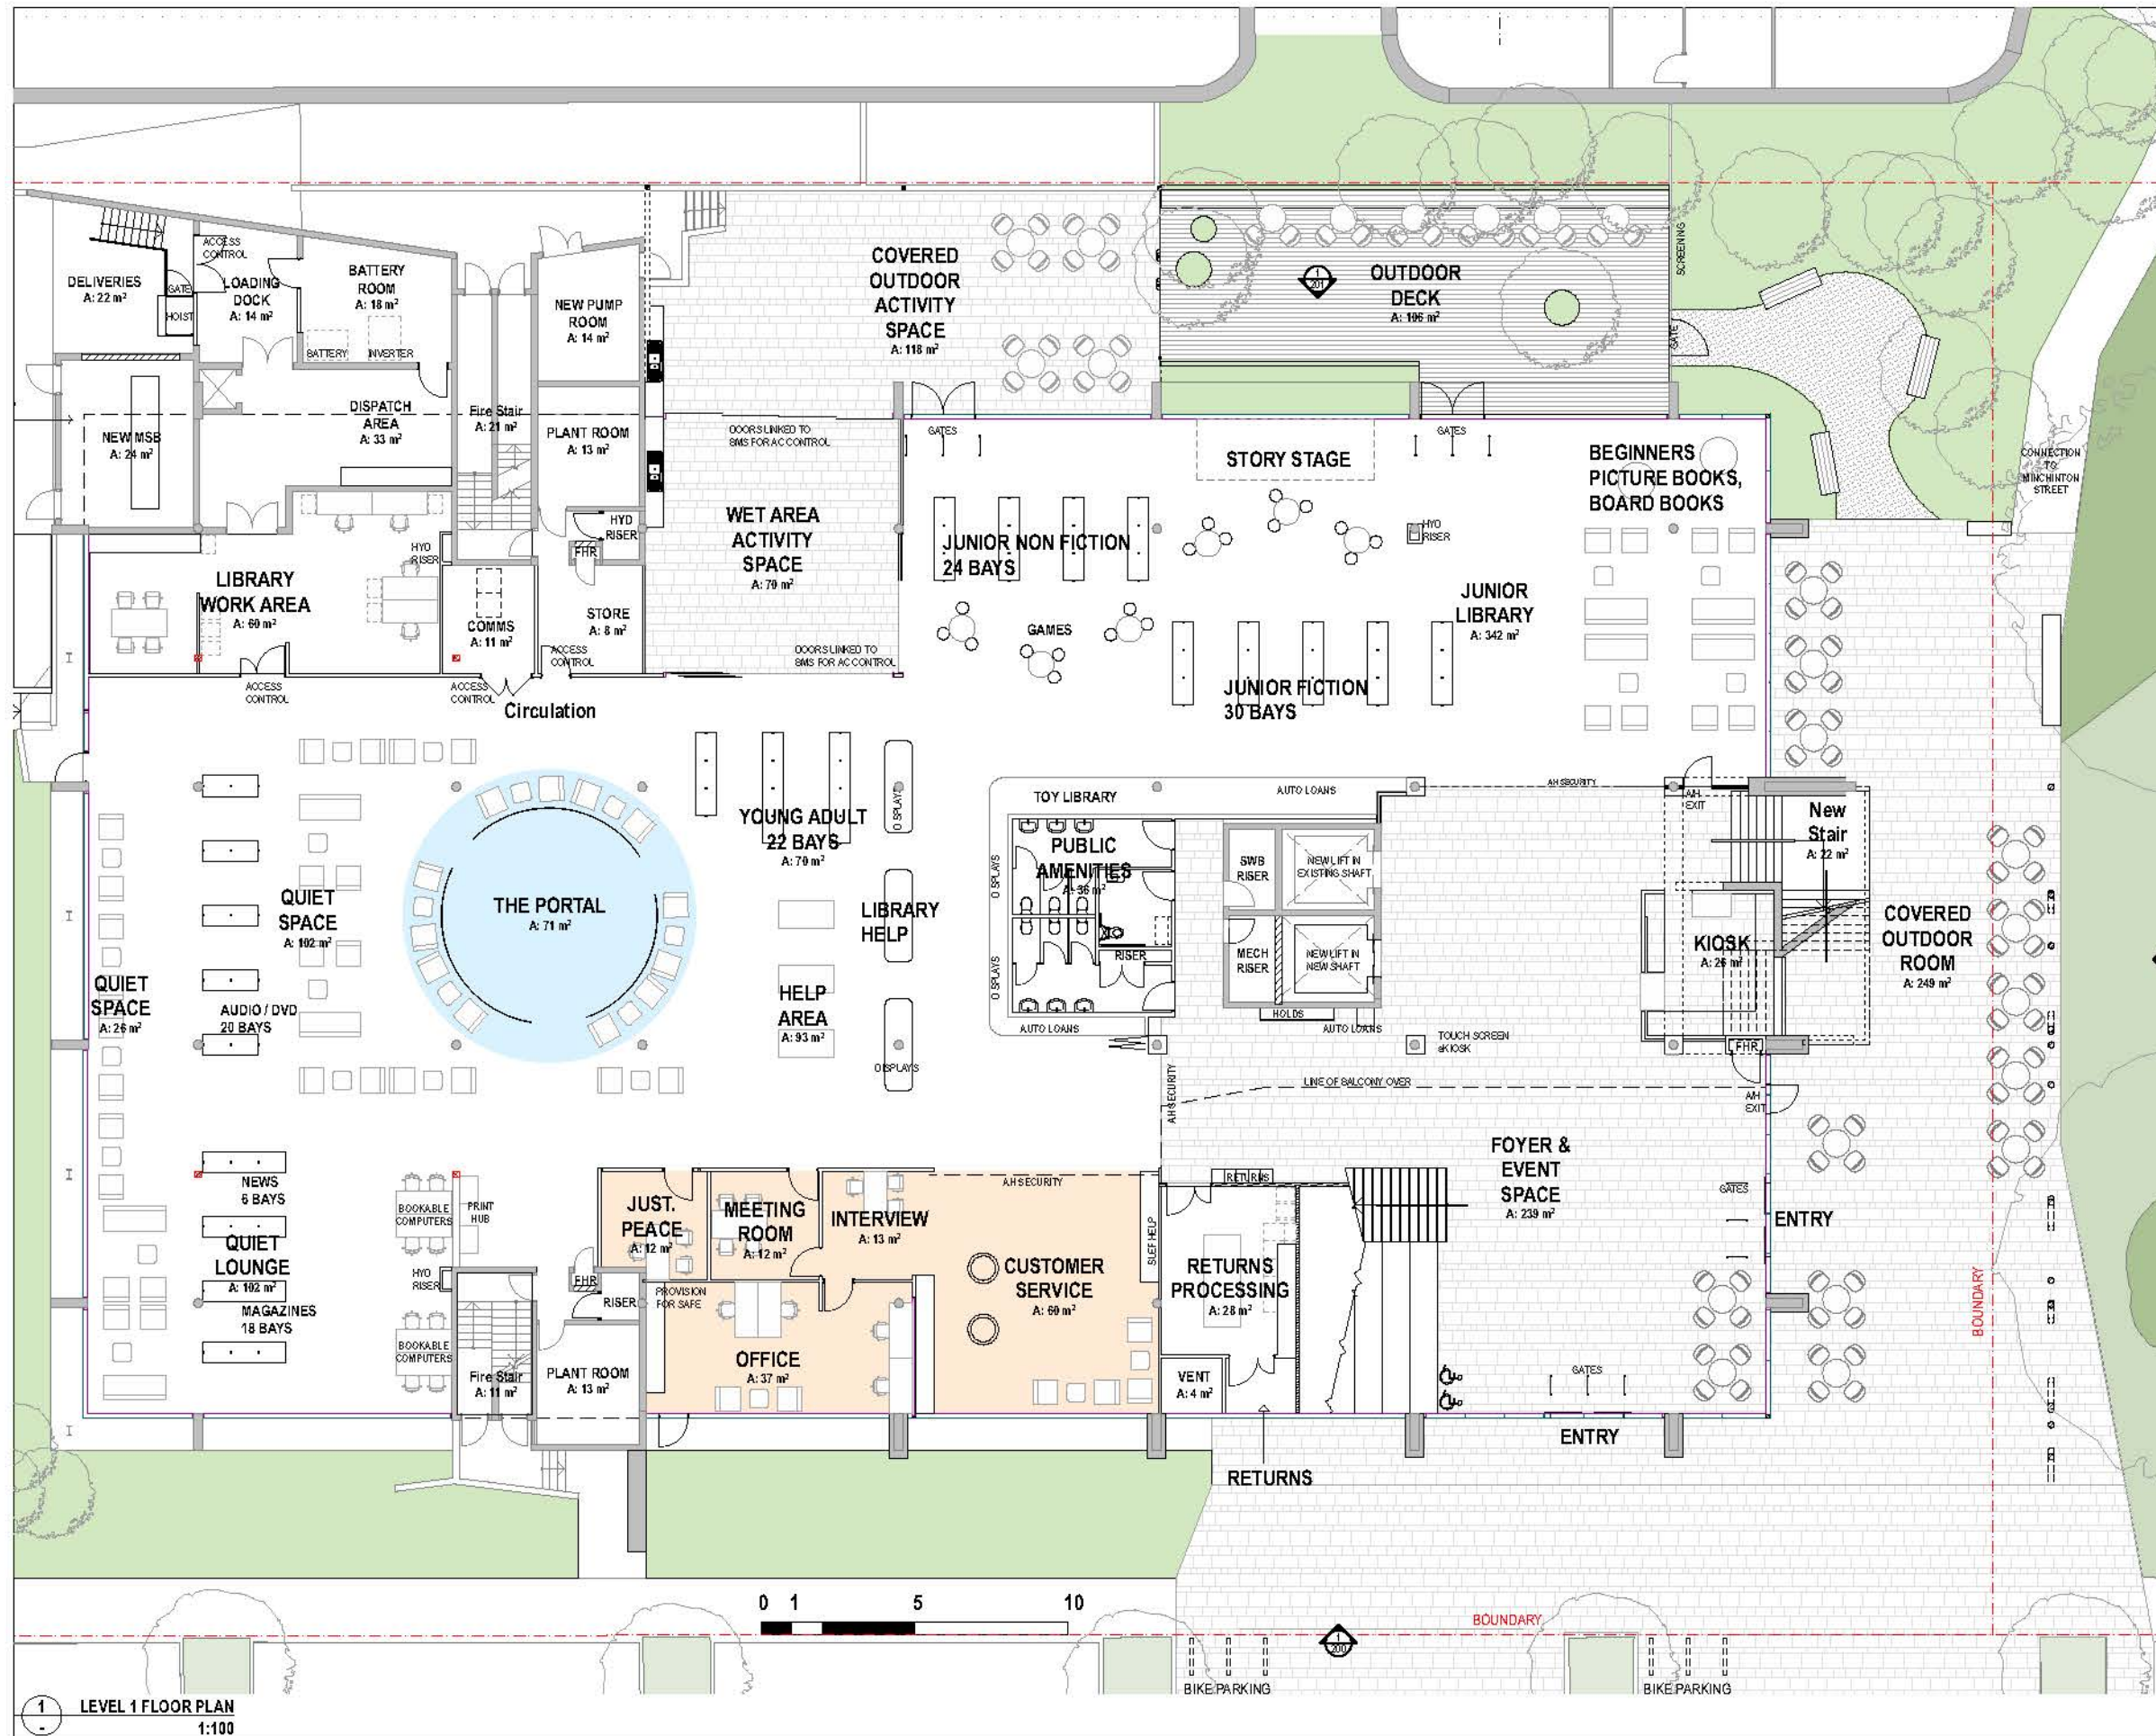 COVERED
OUTDOOR
ACTIVITY
SPACE
A: 118 m²
OUTDOOR
DECK
A: 106 m²
1
201
SCREENING
GATE
ACCESS
CONTROL
DELIVERIES
A: 22 m²
GATE
HOIST
LOADING
DOCK
A: 14 m²
BATTERY
ROOM
A: 18 m²
BATTERY
INVERTER
NEW PUMP
ROOM
A: 14 m²
NEW MSB
A: 24 m²
DISPATCH
AREA
A: 33 m²
Fire Stair
A: 21 m²
PLANT ROOM
A: 13 m²
DOORS LINKED TO
BMS FOR AC CONTROL
GATES
STORY STAGE
GATES
BEGINNERS
PICTURE BOOKS,
BOARD BOOKS
CONNECTION
TO
MINCHINTON
STREET
WET AREA
ACTIVITY
SPACE
A: 70 m²
JUNIOR NON FICTION
24 BAYS
HYD
RISER
HYD
RISER
FHR
HYD
RISER
LIBRARY
WORK AREA
A: 60 m²
COMMS
A: 11 m²
STORE
A: 8 m²
JUNIOR
LIBRARY
A: 342 m²
GAMES
ACCESS
CONTROL
DOORS LINKED TO
BMS FOR AC CONTROL
ACCESS
CONTROL
ACCESS
CONTROL
Circulation
JUNIOR FICTION
30 BAYS
TOY LIBRARY
AUTO LOANS
AH SECURITY
A/H
EXIT
YOUNG ADULT
22 BAYS
A: 70 m²
DISPLAYS
DISPLAYS
PUBLIC
AMENITIES
A: 36 m²
SWB
RISER
NEW LIFT IN
EXISTING SHAFT
New
Stair
A: 22 m²
QUIET
SPACE
A: 102 m²
THE PORTAL
A: 71 m²
LIBRARY
HELP
DISPLAYS
RISER
MECH
RISER
NEW LIFT IN
NEW SHAFT
KIOSK
A: 26 m²
COVERED
OUTDOOR
ROOM
A: 249 m²
QUIET
SPACE
A: 26 m²
AUDIO / DVD
20 BAYS
HELP
AREA
A: 93 m²
DISPLAYS
AUTO LOANS
HOLDS
AUTO LOANS
TOUCH SCREEN
eKIOSK
FHR
LINE OF BALCONY OVER
AH SECURITY
A/H
EXIT
NEWS
6 BAYS
BOOKABLE
COMPUTERS
PRINT
HUB
JUST.
PEACE
A: 12 m²
MEETING
ROOM
A: 12 m²
INTERVIEW
A: 13 m²
AH SECURITY
RETURNS
FOYER &
EVENT
SPACE
A: 239 m²
GATES
ENTRY
QUIET
LOUNGE
A: 102 m²
HYD
RISER
FHR
RISER
PROVISION
FOR SAFE
CUSTOMER
SERVICE
A: 60 m²
SLEF HELP
RETURNS
PROCESSING
A: 28 m²
BOUNDARY
MAGAZINES
18 BAYS
BOOKABLE
COMPUTERS
Fire Stair
A: 11 m²
PLANT ROOM
A: 13 m²
OFFICE
A: 37 m²
VENT
A: 4 m²
GATES
ENTRY
RETURNS
0 1 5 10
BOUNDARY
1
200
BIKE PARKING
BIKE PARKING
1
-
LEVEL 1 FLOOR PLAN
1:100